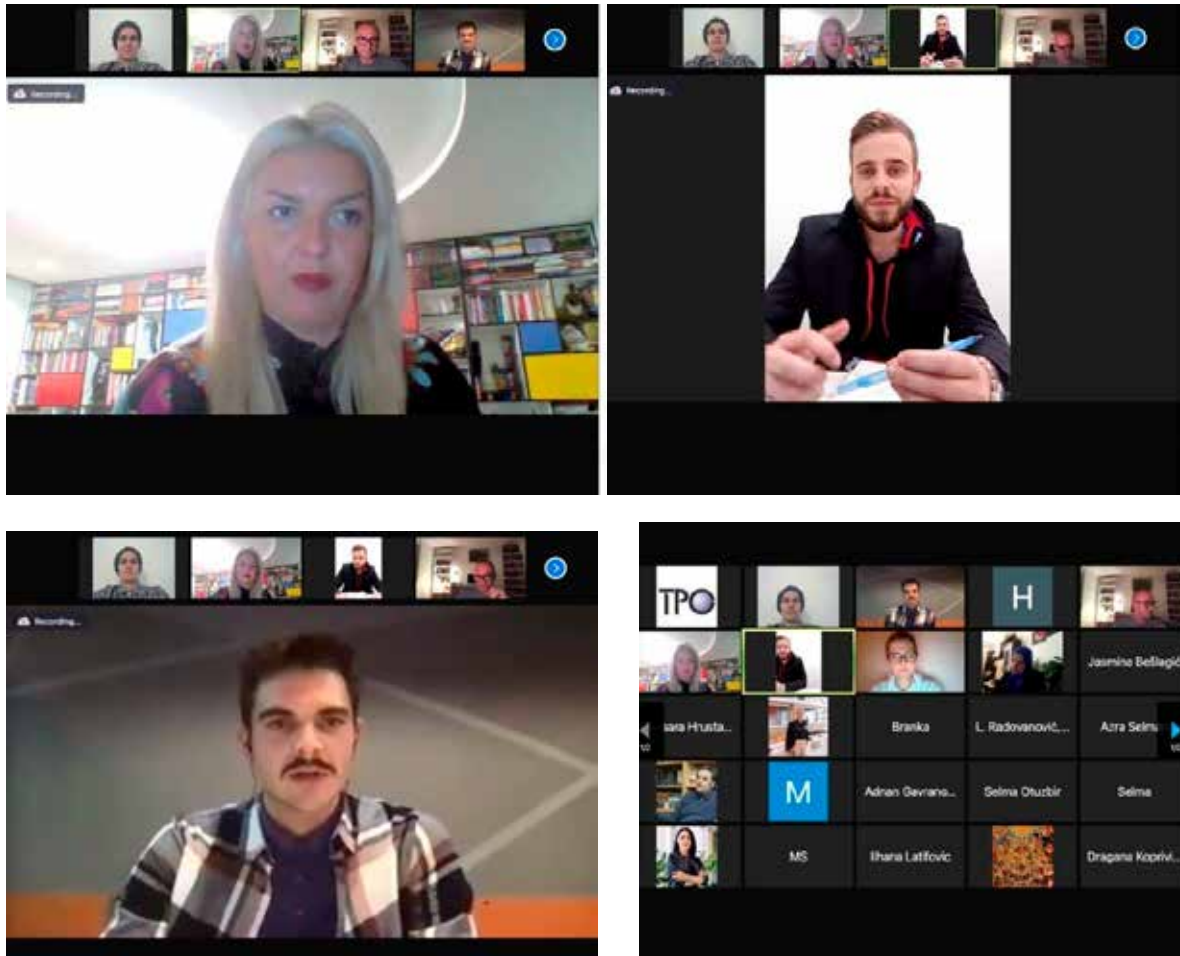 Recording...
Recording...
Recording...
TPO
H
Jasmina Bešlagić
Branka
L. Radovanović,...
Azra Selm
M
Adnan Gavrano...
Selma Otuzbir
Selma
MS
Ilhana Latifovic
Dragana Koprivi...